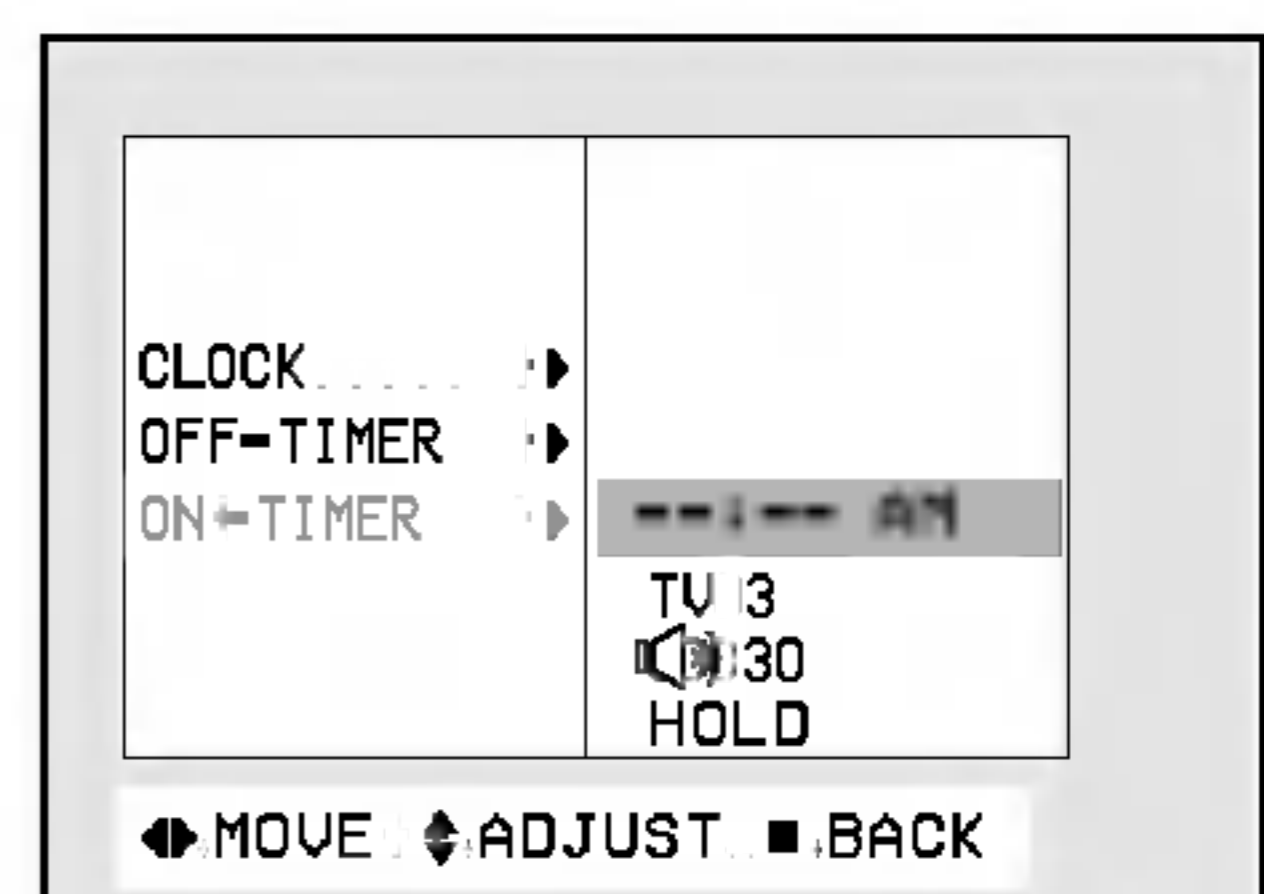 CLOCK
OFF-TIMER
ON-TIMER --:-- AM
TV 3
30
HOLD
MOVE ADJUST BACK